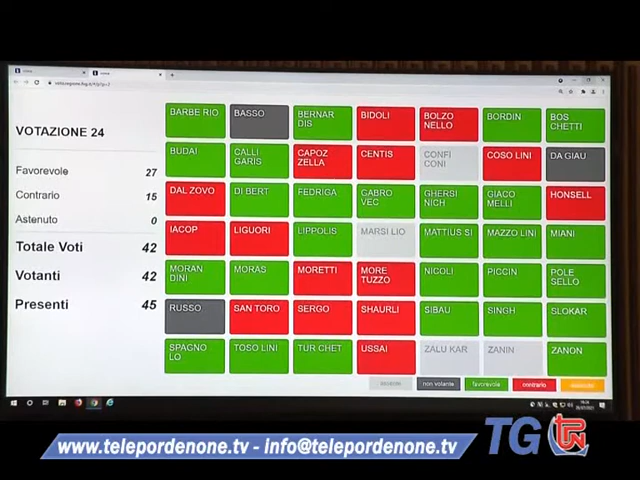 VOTAZIONE 24
Favorevole 27
Contrario 15
Astenuto 0
Totale Voti 42
Votanti 42
Presenti 45
BARBE RIO
BASSO
BERNAR DIS
BIDOLI
BOLZO NELLO
BORDIN
BOS CHETTI
BUDAI
CALLI GARIS
CAPOZ ZELLA
CENTIS
CONFI CONI
COSO LINI
DA GIAU
DAL ZOVO
DI BERT
FEDRIGA
GABRO VEC
GHERSI NICH
GIACO MELLI
HONSELL
IACOP
LIGUORI
LIPPOLIS
MARSI LIO
MATTIUS SI
MAZZO LINI
MIANI
MORAN DINI
MORAS
MORETTI
MORE TUZZO
NICOLI
PICCIN
POLE SELLO
RUSSO
SAN TORO
SERGO
SHAURLI
SIBAU
SINGH
SLOKAR
SPAGNO LO
TOSO LINI
TUR CHET
USSAI
ZALU KAR
ZANIN
ZANON
non votante
favorevole
contrario
www.telepordenone.tv - info@telepordenone.tv
TG
TPN